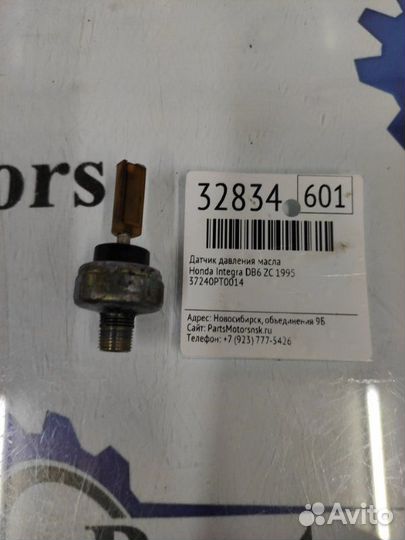 ors
32834 601
Датчик давления масла
Honda Integra DB6 ZC 1995
37240PT0014
Адрес: Новосибирск, объединения 9Б
Сайт: PartsMotorsnsk.ru
Телефон: +7 (923) 777-5426
Avito